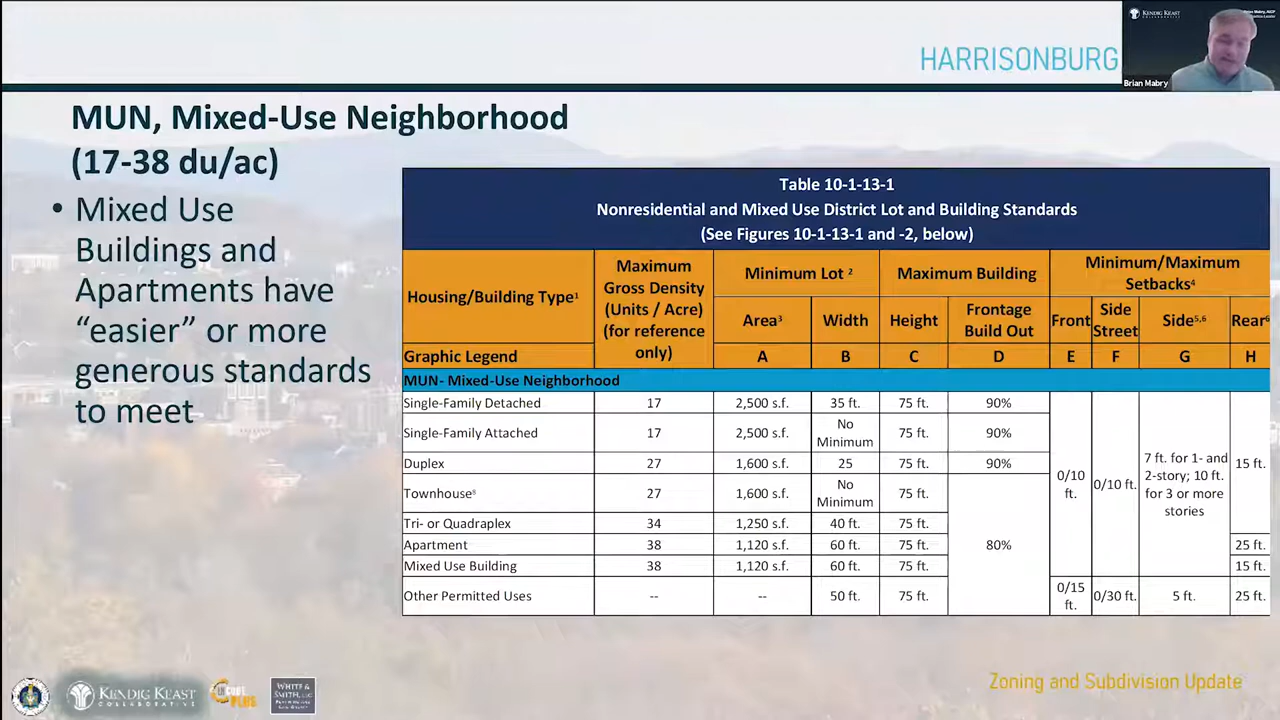 HARRISONBURG
KENDIG KEAST
Brian Mabry
MUN, Mixed-Use Neighborhood
(17-38 du/ac)
• Mixed Use
Buildings and
Apartments have
“easier” or more
generous standards
to meet
Table 10-1-13-1
Nonresidential and Mixed Use District Lot and Building Standards
(See Figures 10-1-13-1 and -2, below)
Housing/Building Type¹
Maximum
Gross Density
(Units / Acre)
(for reference
only)
Minimum Lot ²
Maximum Building
Minimum/Maximum
Setbacks⁴
Area³
Width
Height
Frontage
Build Out
Front
Side
Street
Side⁵,⁶
Rear⁶
Graphic Legend
A
B
C
D
E
F
G
H
MUN- Mixed-Use Neighborhood
Single-Family Detached 17 2,500 s.f. 35 ft. 75 ft. 90%
Single-Family Attached 17 2,500 s.f. No
Minimum 75 ft. 90%
Duplex 27 1,600 s.f. 25 75 ft. 90%
Townhouse⁸ 27 1,600 s.f. No
Minimum 75 ft.
Tri- or Quadraplex 34 1,250 s.f. 40 ft. 75 ft.
Apartment 38 1,120 s.f. 60 ft. 75 ft. 80%
Mixed Use Building 38 1,120 s.f. 60 ft. 75 ft.
0/10
ft.
0/10 ft.
7 ft. for 1- and
2-story; 10 ft.
for 3 or more
stories
15 ft.
25 ft.
15 ft.
Other Permitted Uses -- -- 50 ft. 75 ft. 0/15
ft. 0/30 ft. 5 ft. 25 ft.
KENDIG KEAST
COLLABORATIVE
PLUS
WHITE &
SMITH, LLC
Zoning and Subdivision Update